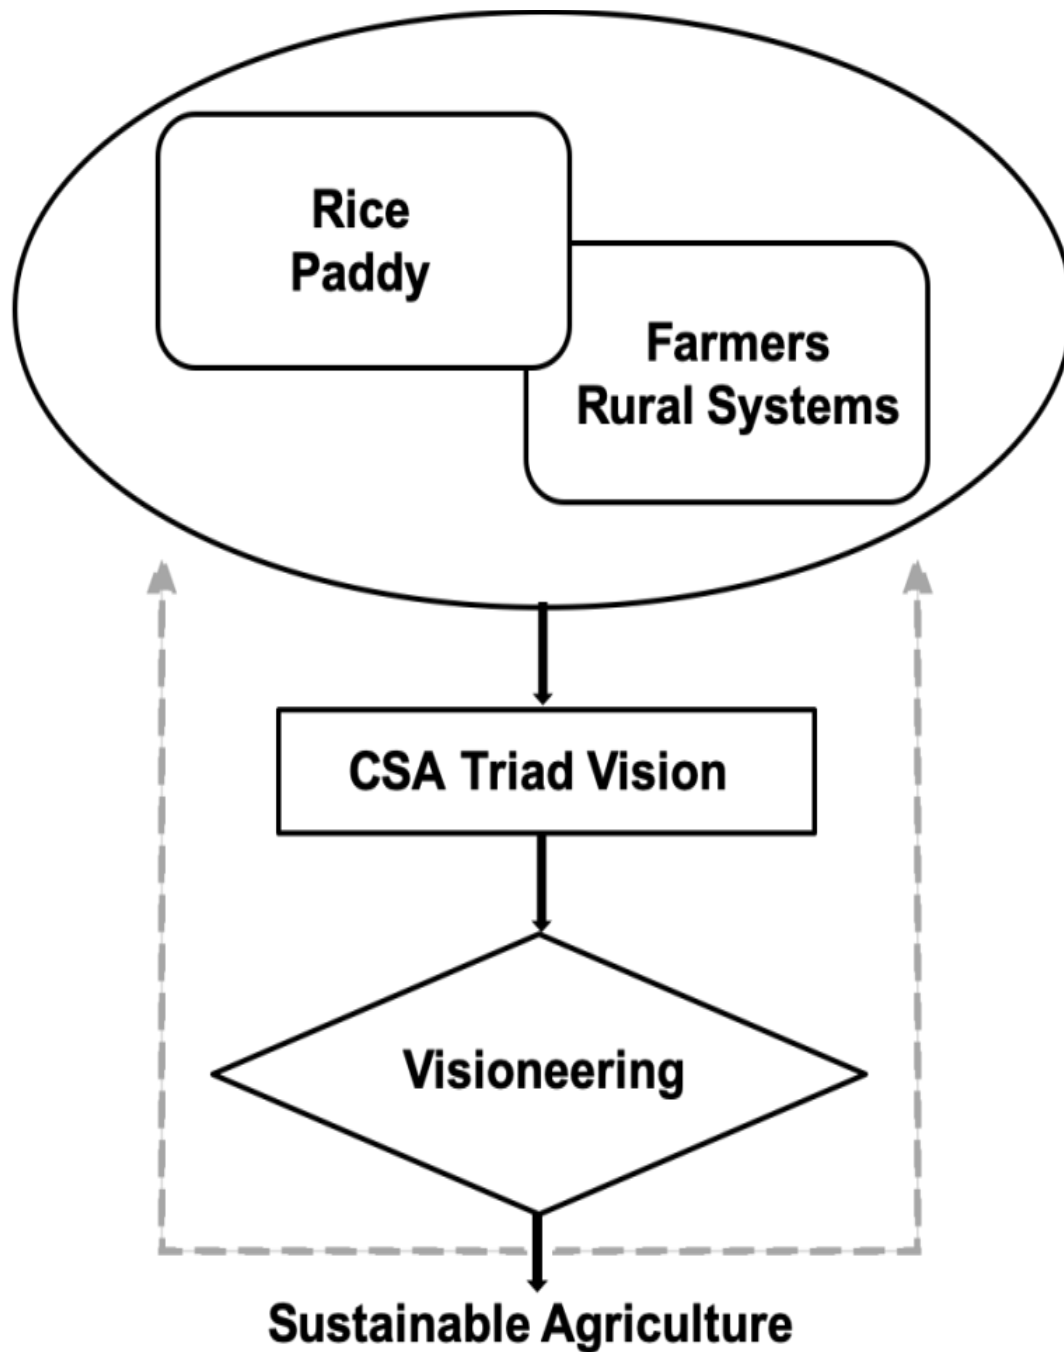 Rice
Paddy
Farmers
Rural Systems
CSA Triad Vision
Visioneering
Sustainable Agriculture